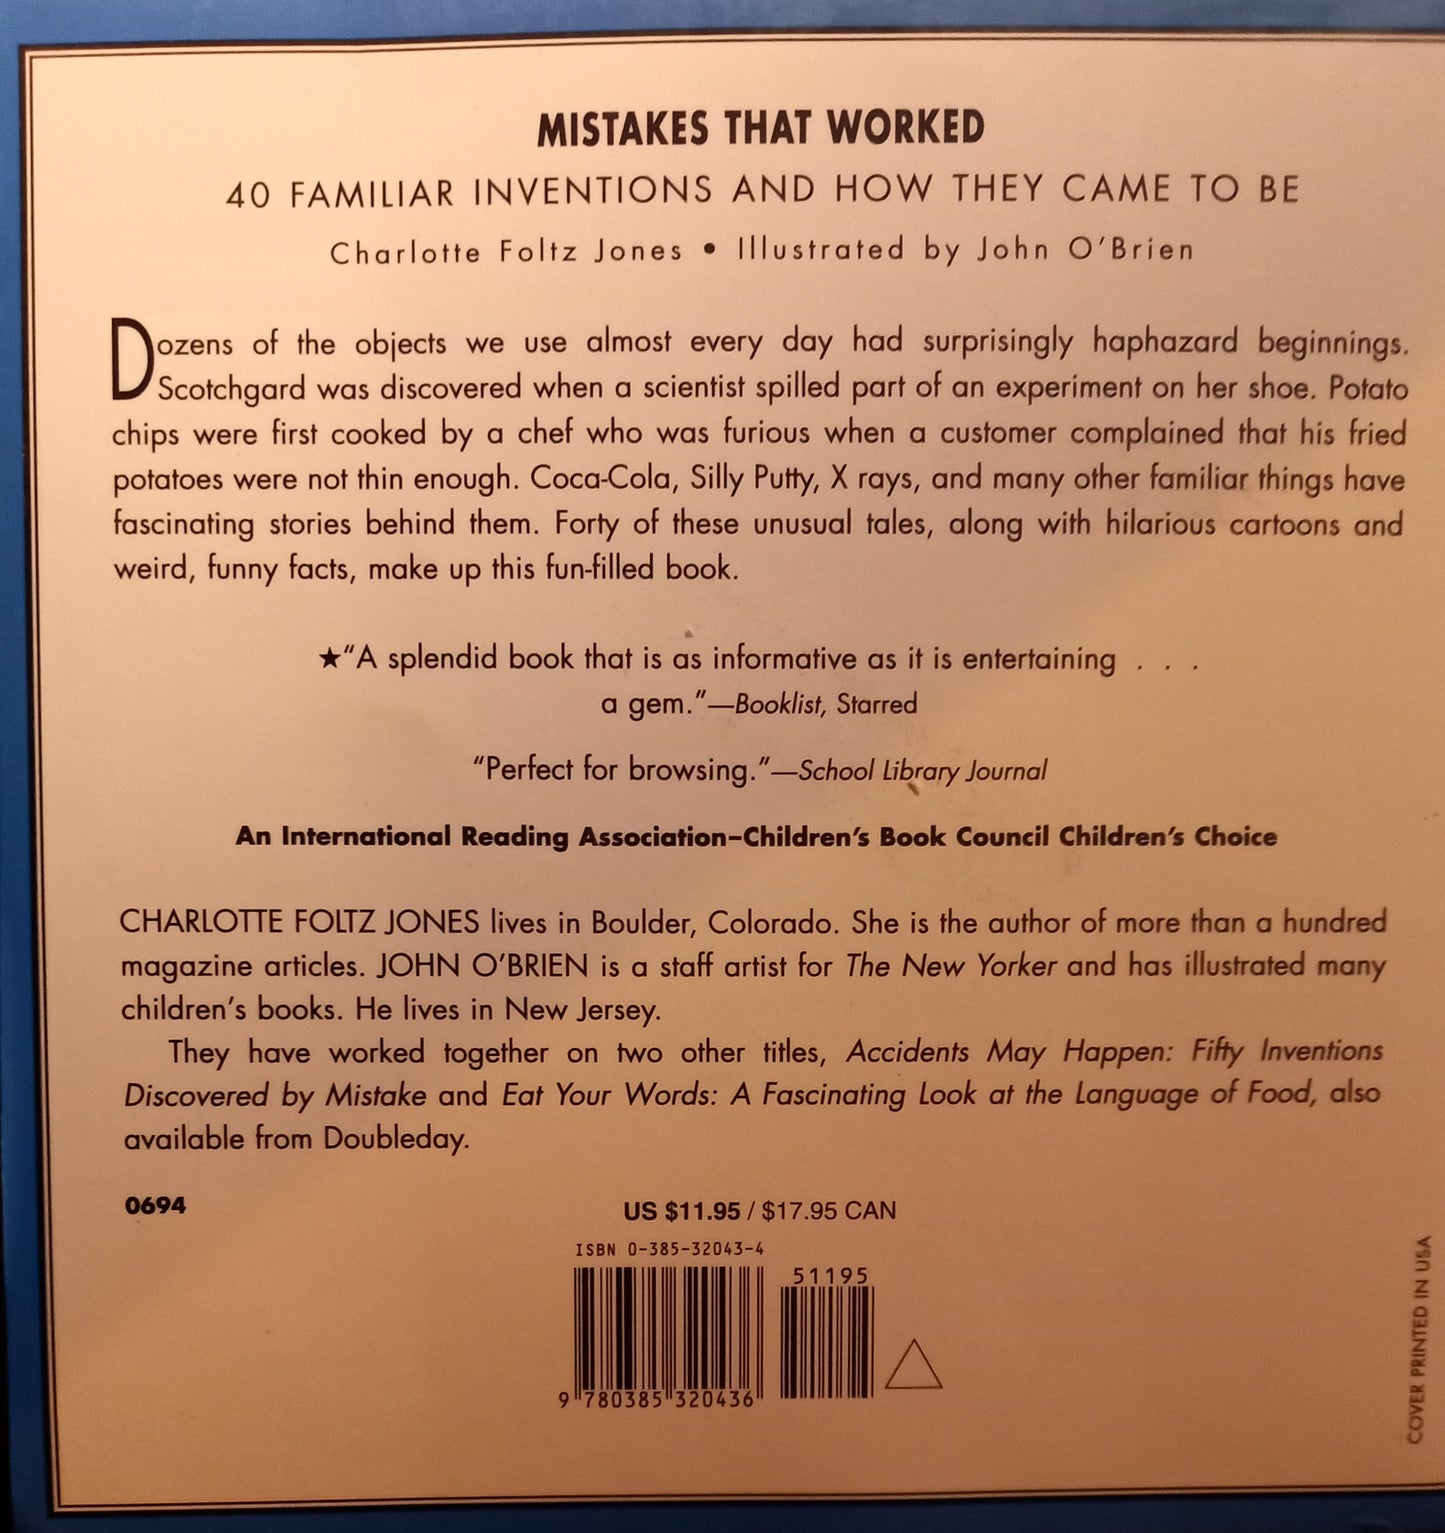 MISTAKES THAT WORKED
40 FAMILIAR INVENTIONS AND HOW THEY CAME TO BE
Charlotte Foltz Jones • Illustrated by John O'Brien
Dozens of the objects we use almost every day had surprisingly haphazard beginnings.
Scotchgard was discovered when a scientist spilled part of an experiment on her shoe. Potato
chips were first cooked by a chef who was furious when a customer complained that his fried
potatoes were not thin enough. Coca-Cola, Silly Putty, X rays, and many other familiar things have
fascinating stories behind them. Forty of these unusual tales, along with hilarious cartoons and
weird, funny facts, make up this fun-filled book.
★"A splendid book that is as informative as it is entertaining . . .
a gem."—Booklist, Starred
"Perfect for browsing."—School Library Journal
An International Reading Association–Children's Book Council Children's Choice
CHARLOTTE FOLTZ JONES lives in Boulder, Colorado. She is the author of more than a hundred
magazine articles. JOHN O'BRIEN is a staff artist for The New Yorker and has illustrated many
children's books. He lives in New Jersey.
They have worked together on two other titles, Accidents May Happen: Fifty Inventions
Discovered by Mistake and Eat Your Words: A Fascinating Look at the Language of Food, also
available from Doubleday.
0694
US $11.95 / $17.95 CAN
ISBN 0-385-32043-4
51195
9 780385 320436
COVER PRINTED IN USA